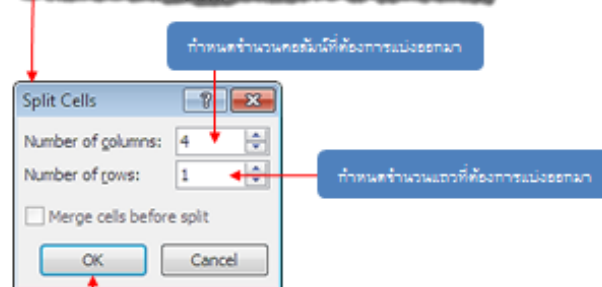 กำหนดจำนวนคอลัมน์ที่ต้องการแบ่งออกมา
Split Cells
Number of columns: 4
Number of rows: 1
กำหนดจำนวนแถวที่ต้องการแบ่งออกมา
Merge cells before split
OK Cancel